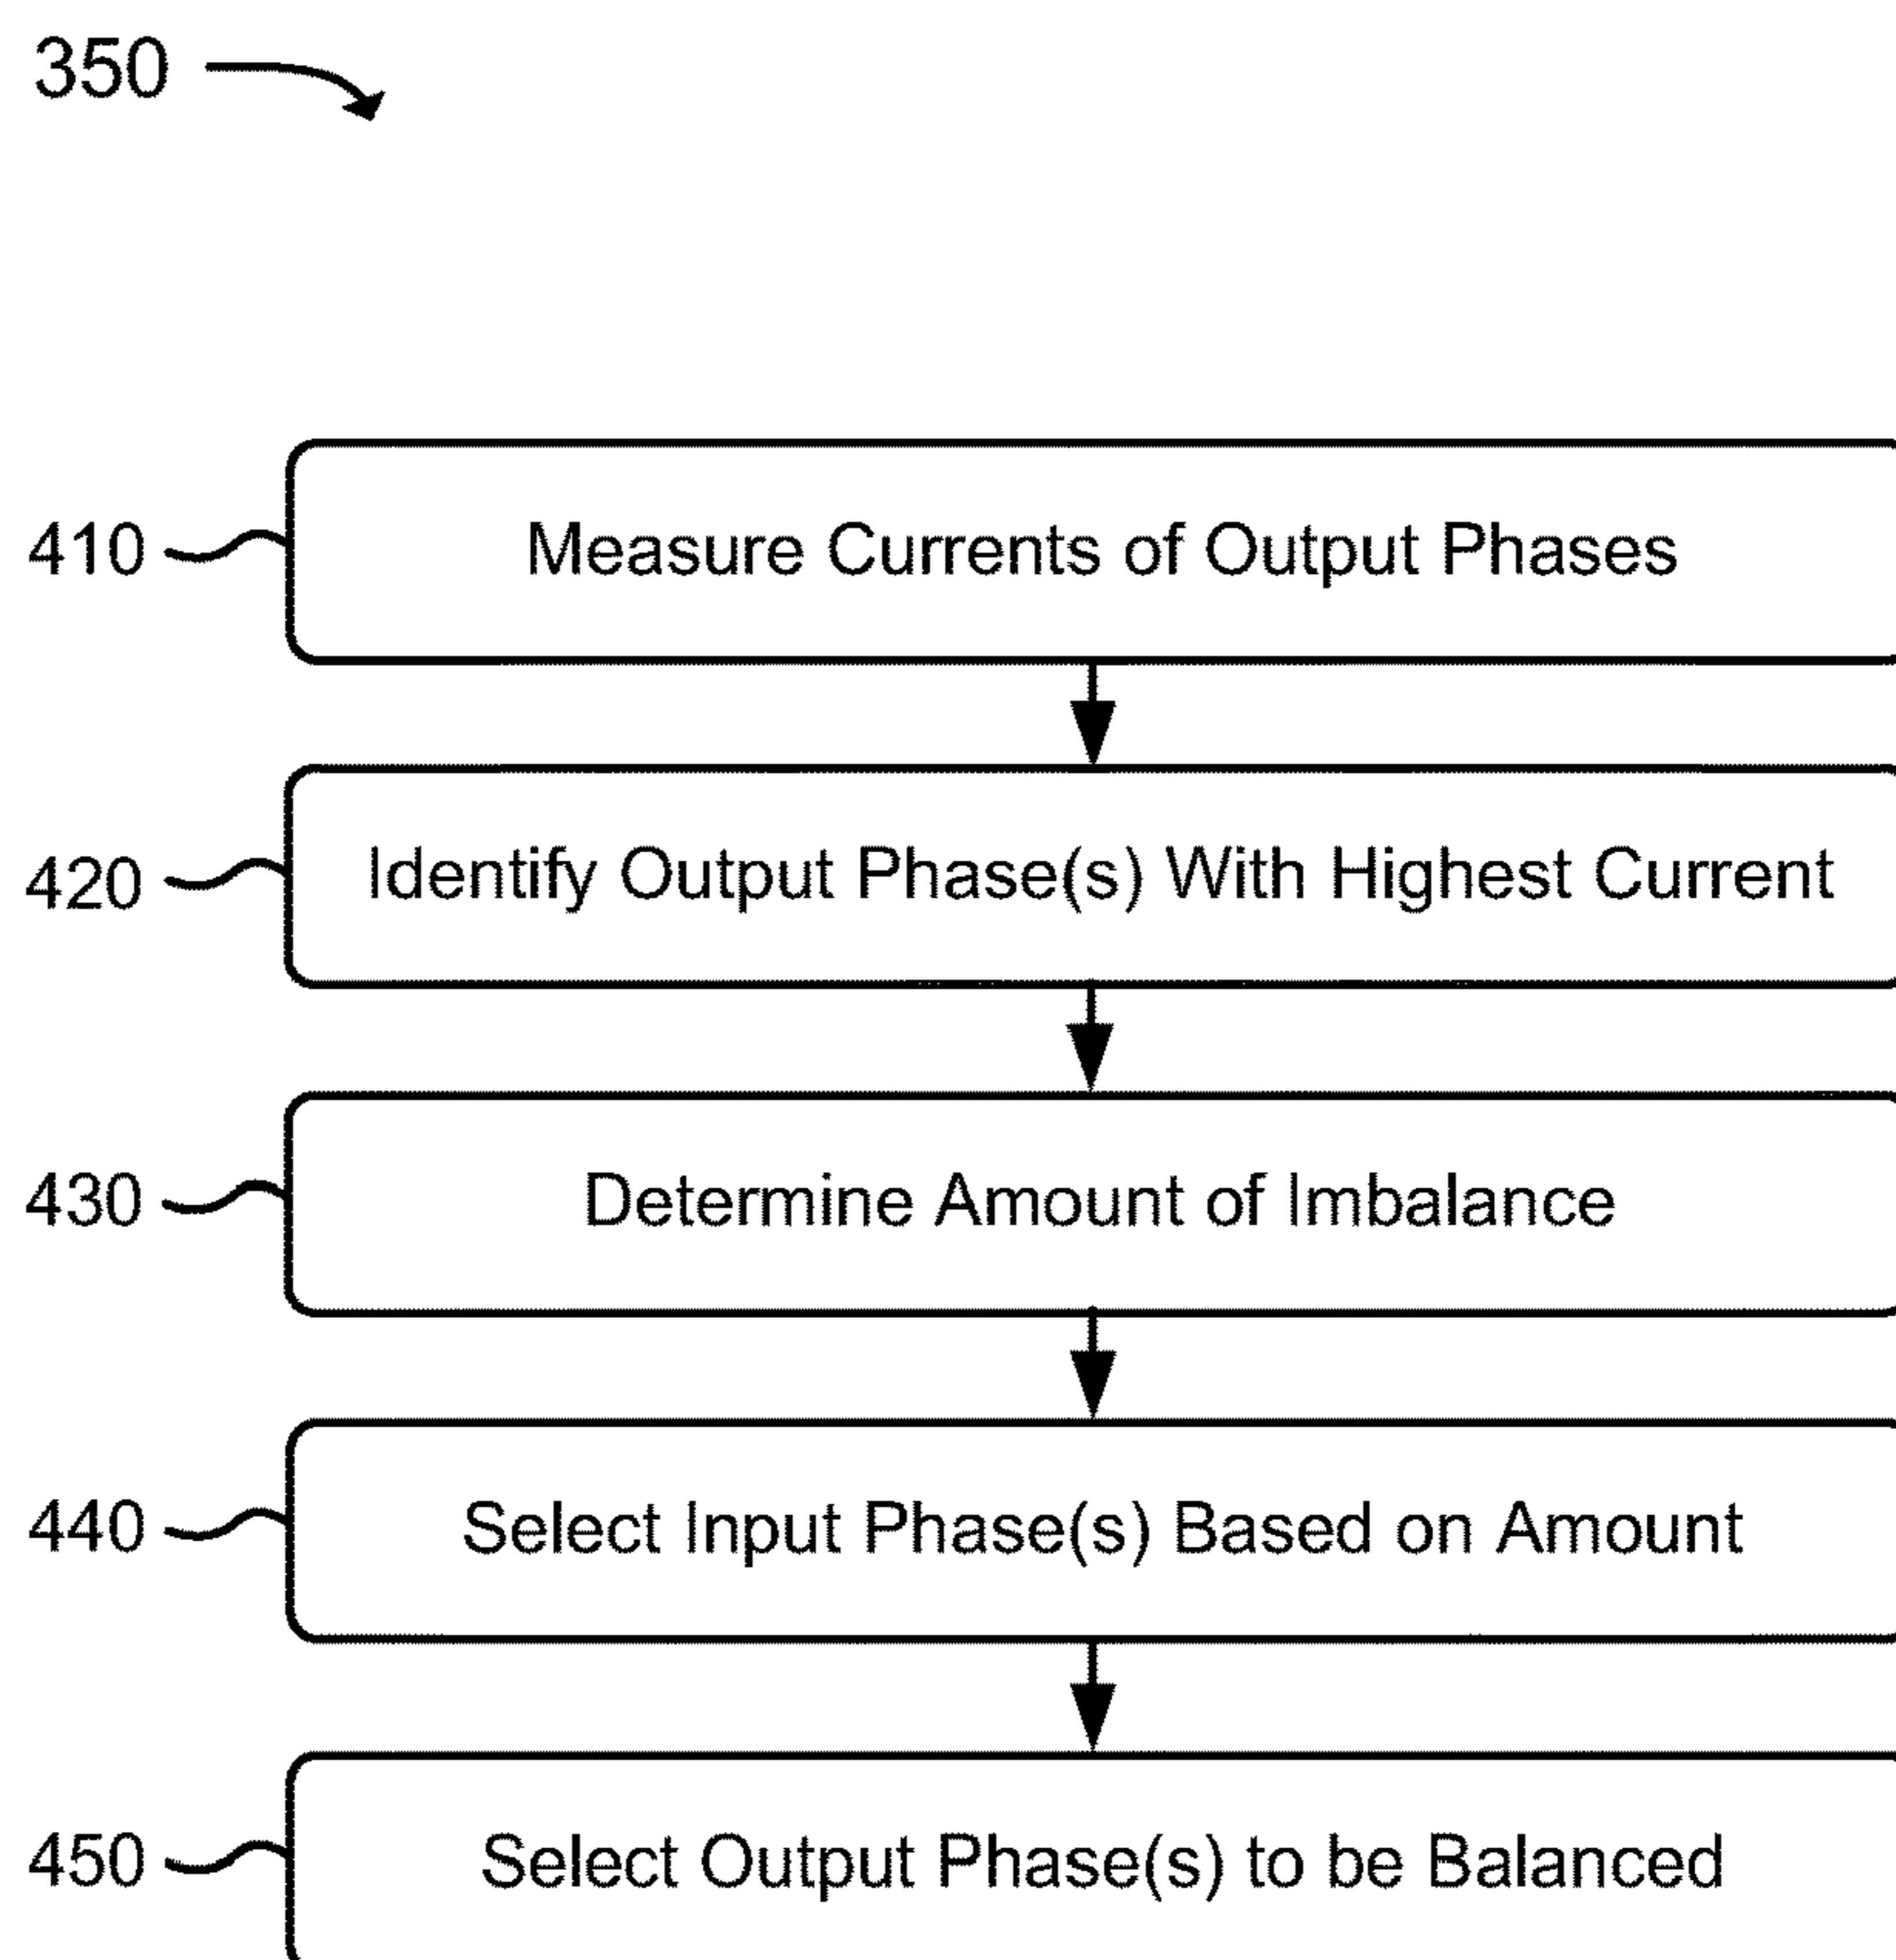 350
410 Measure Currents of Output Phases
420 Identify Output Phase(s) With Highest Current
430 Determine Amount of Imbalance
440 Select Input Phase(s) Based on Amount
450 Select Output Phase(s) to be Balanced